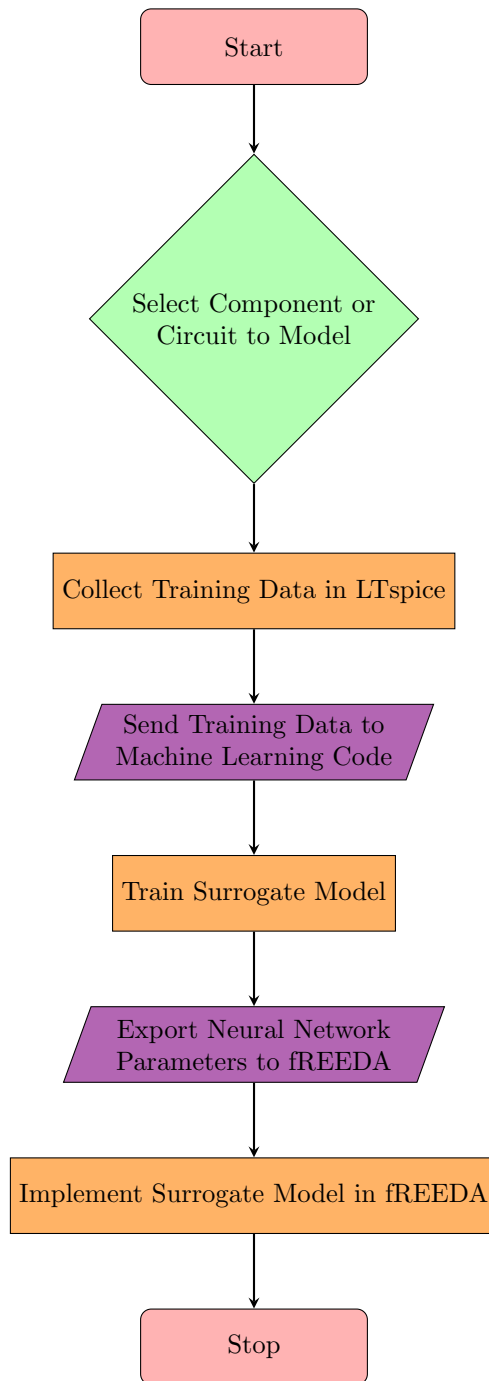 Start
Select Component or
Circuit to Model
Collect Training Data in LTspice
Send Training Data to
Machine Learning Code
Train Surrogate Model
Export Neural Network
Parameters to fREEDA
Implement Surrogate Model in fREEDA
Stop